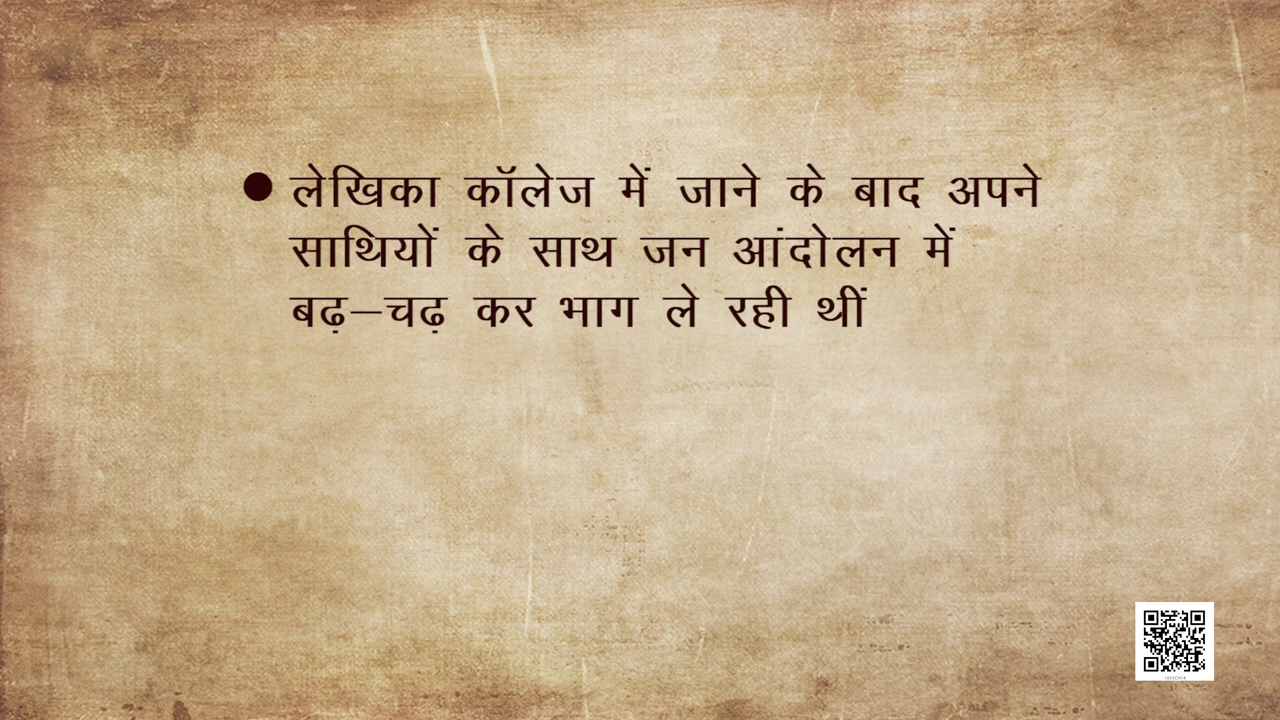 ● लेखिका कॉलेज में जाने के बाद अपने
साथियों के साथ जन आंदोलन में
बढ़–चढ़ कर भाग ले रही थीं